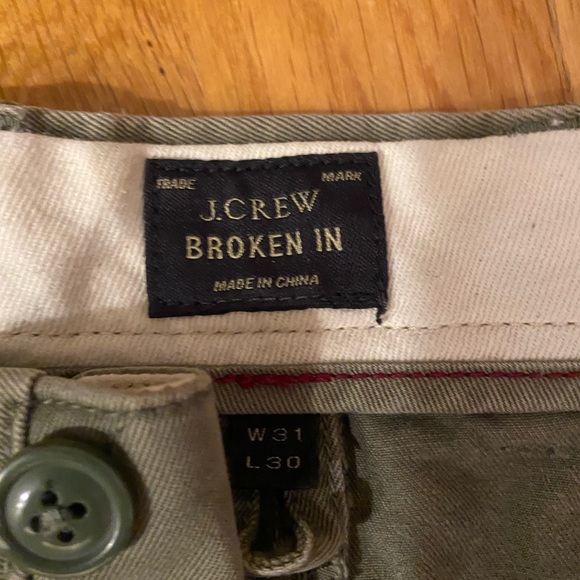 TRADE MARK
J.CREW
BROKEN IN
MADE IN CHINA
W31
L30